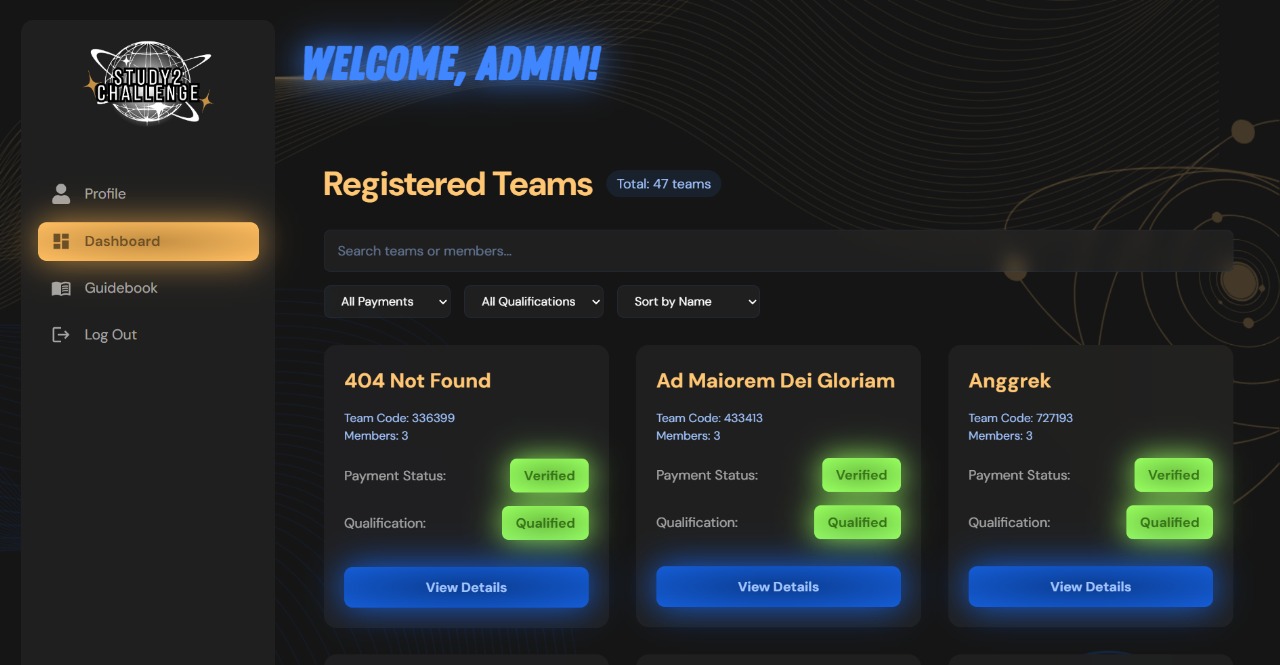 STUDY2
CHALLENGE
Profile
Dashboard
Guidebook
Log Out
WELCOME, ADMIN!
Registered Teams
Total: 47 teams
Search teams or members...
All Payments
All Qualifications
Sort by Name
404 Not Found
Team Code: 336399
Members: 3
Payment Status:
Verified
Qualification:
Qualified
View Details
Ad Maiorem Dei Gloriam
Team Code: 433413
Members: 3
Payment Status:
Verified
Qualification:
Qualified
View Details
Anggrek
Team Code: 727193
Members: 3
Payment Status:
Verified
Qualification:
Qualified
View Details